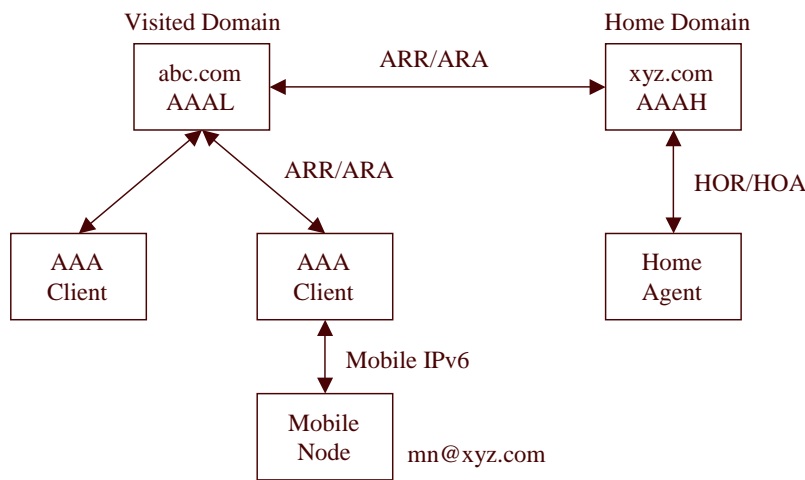 Visited Domain
Home Domain
abc.com
AAAL
ARR/ARA
xyz.com
AAAH
ARR/ARA
HOR/HOA
AAA
Client
AAA
Client
Home
Agent
Mobile IPv6
Mobile
Node
mn@xyz.com